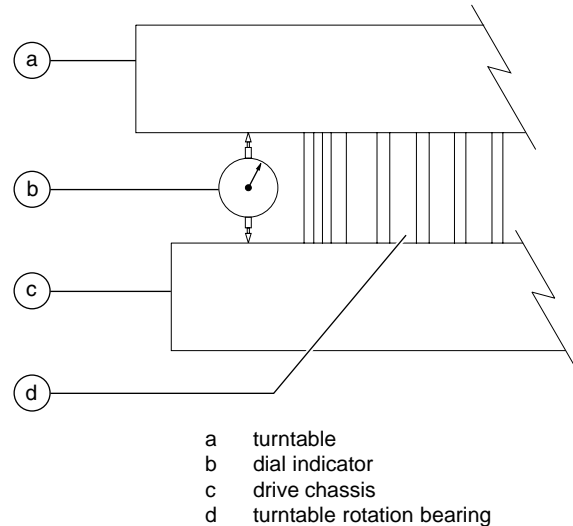 a
b
c
d
a turntable
b dial indicator
c drive chassis
d turntable rotation bearing